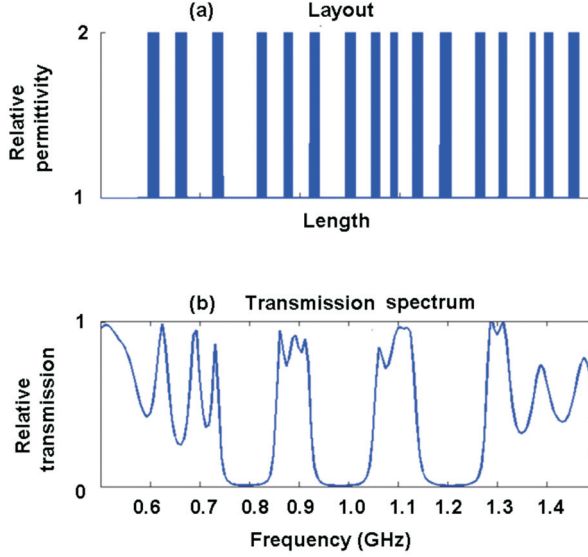 (a) Layout
Relative
permittivity
2
1
Length
(b) Transmission spectrum
Relative
transmission
1
0
0.6 0.7 0.8 0.9 1.0 1.1 1.2 1.3 1.4
Frequency (GHz)